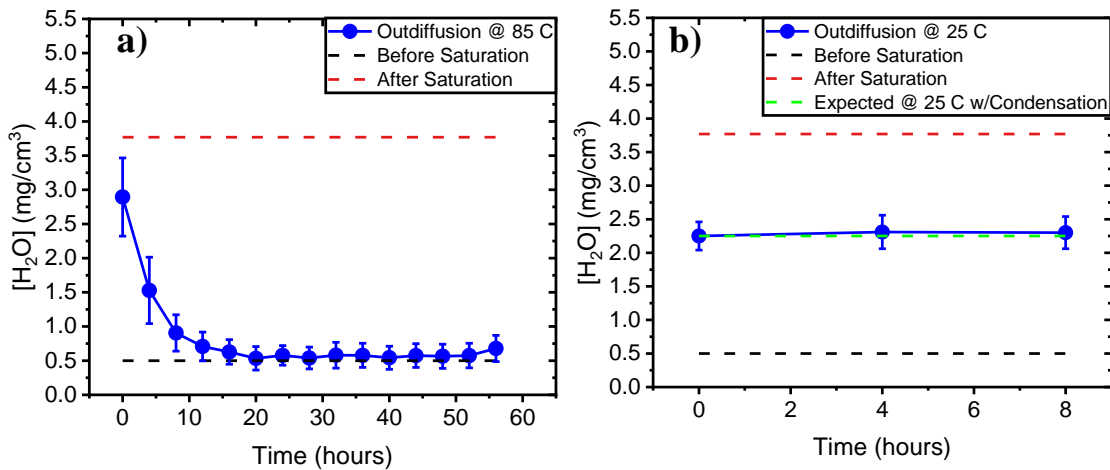 a)
Outdiffusion @ 85 C
Before Saturation
After Saturation
[H₂O] (mg/cm³)
5.5
5.0
4.5
4.0
3.5
3.0
2.5
2.0
1.5
1.0
0.5
0.0
0 10 20 30 40 50 60
Time (hours)
b)
Outdiffusion @ 25 C
Before Saturation
After Saturation
Expected @ 25 C w/Condensation
[H₂O] (mg/cm³)
5.5
5.0
4.5
4.0
3.5
3.0
2.5
2.0
1.5
1.0
0.5
0.0
0 2 4 6 8
Time (hours)